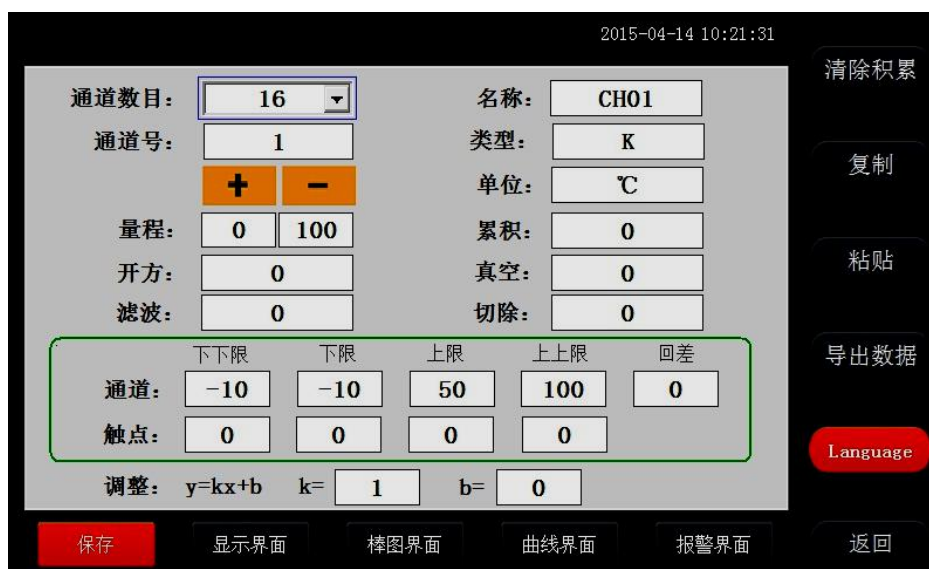 2015-04-14 10:21:31
清除积累
通道数目： 16 名称： CH01
通道号： 1 类型： K
复制
+ − 单位： ℃
量程： 0 100 累积： 0
粘贴
开方： 0 真空： 0
滤波： 0 切除： 0
下下限 下限 上限 上上限 回差
导出数据
通道： −10 −10 50 100 0
触点： 0 0 0 0
Language
调整： y=kx+b k= 1 b= 0
保存 显示界面 棒图界面 曲线界面 报警界面 返回